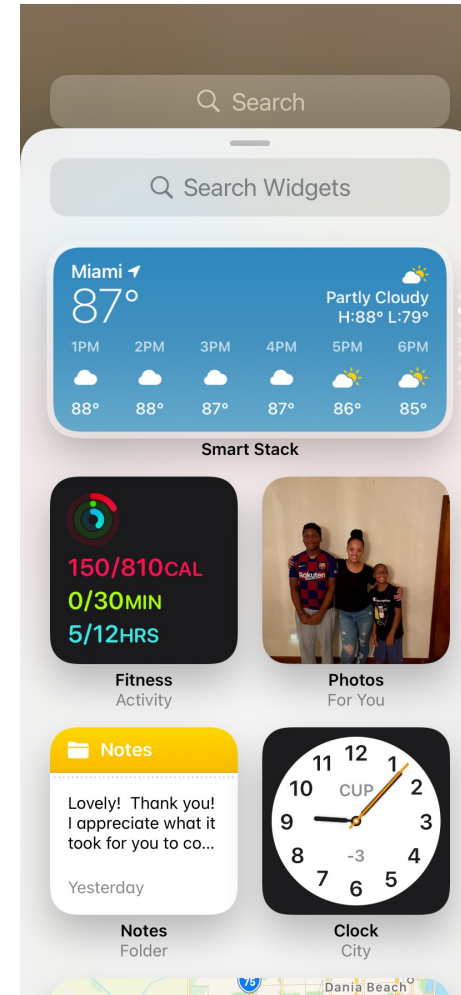 Search
Search Widgets
Miami
87°
Partly Cloudy
H:88° L:79°
1PM 2PM 3PM 4PM 5PM 6PM
88° 88° 87° 87° 86° 85°
Smart Stack
150/810CAL
0/30MIN
5/12HRS
Fitness
Activity
Rakuten
Photos
For You
Notes
Lovely! Thank you!
I appreciate what it
took for you to co...
Yesterday
Notes
Folder
12
1
2
3
4
5
6
7
8
9
10
11
CUP
-3
Clock
City
75
Dania Beach